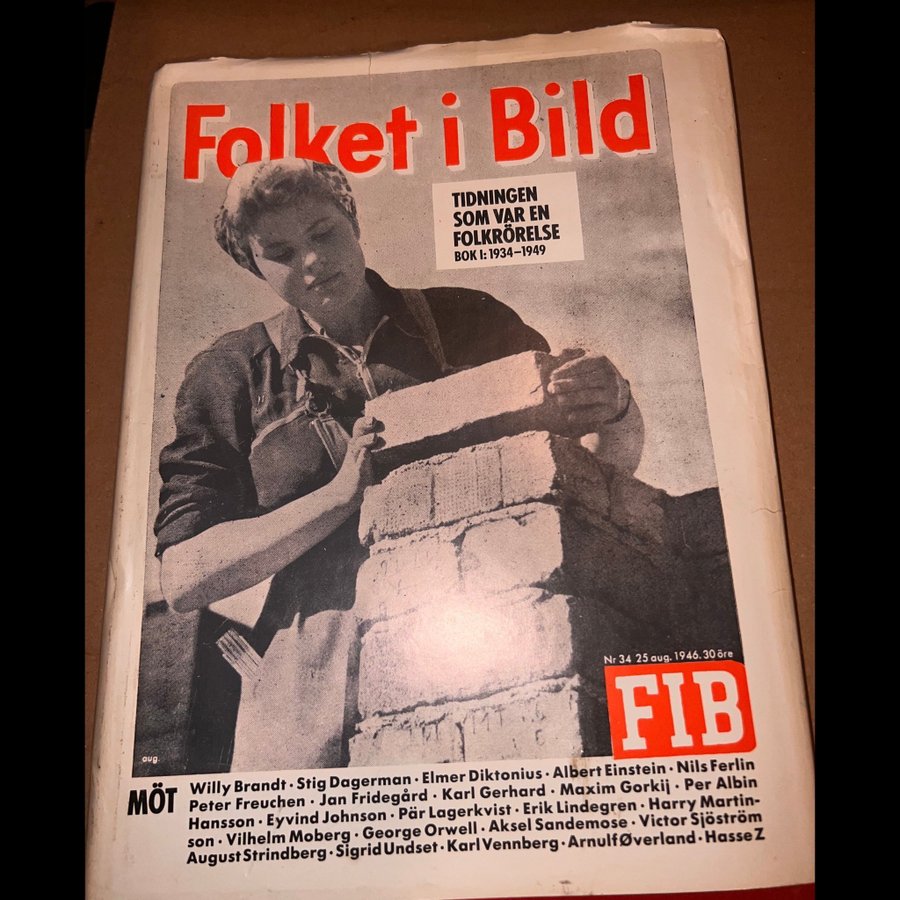 Folket i Bild
TIDNINGEN
SOM VAR EN
FOLKRÖRELSE
BOK I: 1934–1949
Nr 34 25 aug. 1946. 30 öre
FIB
aug.
MÖT
Willy Brandt · Stig Dagerman · Elmer Diktonius · Albert Einstein · Nils Ferlin
Peter Freuchen · Jan Fridegård · Karl Gerhard · Maxim Gorkij · Per Albin
Hansson · Eyvind Johnson · Pär Lagerkvist · Erik Lindegren · Harry Martin-
son · Vilhelm Moberg · George Orwell · Aksel Sandemose · Victor Sjöström
August Strindberg · Sigrid Undset · Karl Vennberg · Arnulf Øverland · Hasse Z